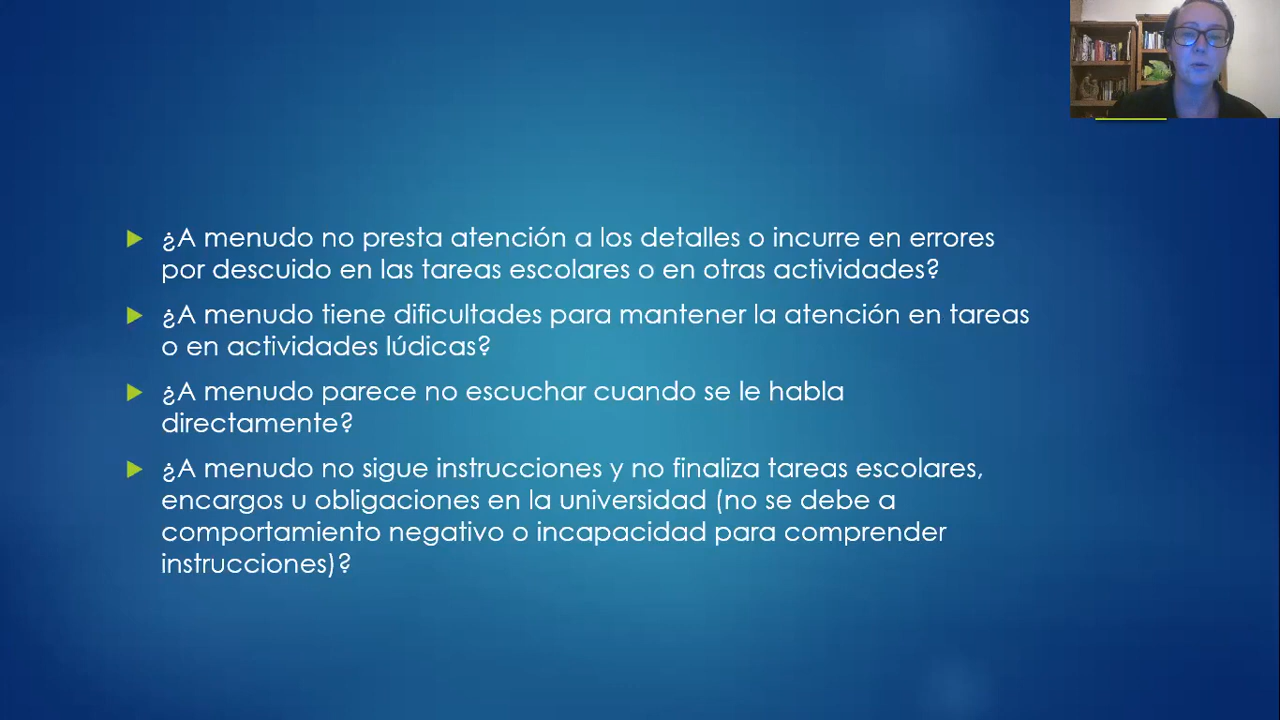 ¿A menudo no presta atención a los detalles o incurre en errores
por descuido en las tareas escolares o en otras actividades?
¿A menudo tiene dificultades para mantener la atención en tareas
o en actividades lúdicas?
¿A menudo parece no escuchar cuando se le habla
directamente?
¿A menudo no sigue instrucciones y no finaliza tareas escolares,
encargos u obligaciones en la universidad (no se debe a
comportamiento negativo o incapacidad para comprender
instrucciones)?